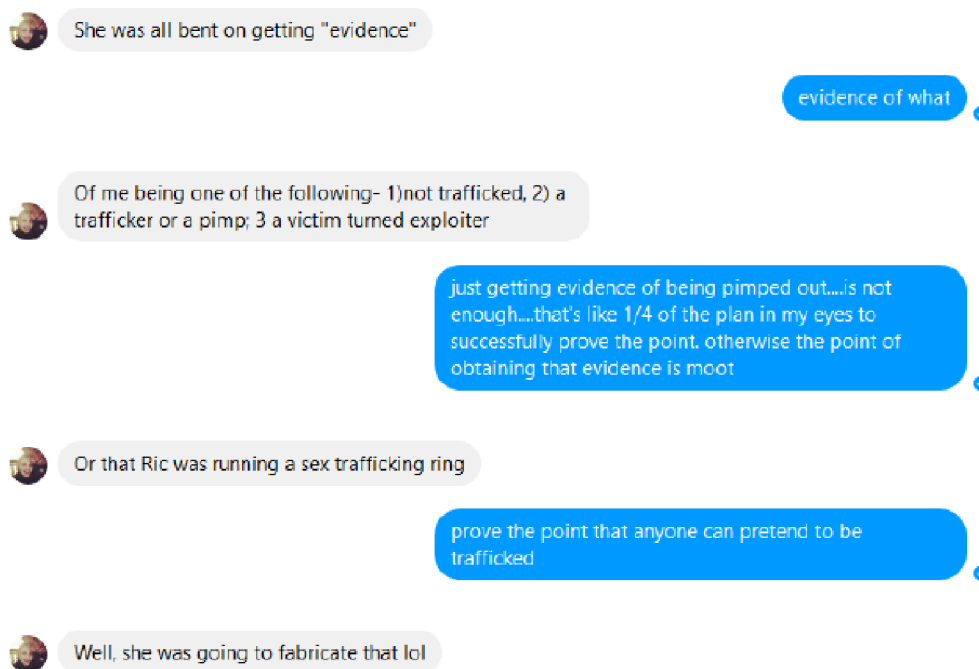 She was all bent on getting "evidence"
evidence of what
Of me being one of the following- 1)not trafficked, 2) a
trafficker or a pimp; 3 a victim turned exploiter
just getting evidence of being pimped out....is not
enough....that's like 1/4 of the plan in my eyes to
successfully prove the point. otherwise the point of
obtaining that evidence is moot
Or that Ric was running a sex trafficking ring
prove the point that anyone can pretend to be
trafficked
Well, she was going to fabricate that lol